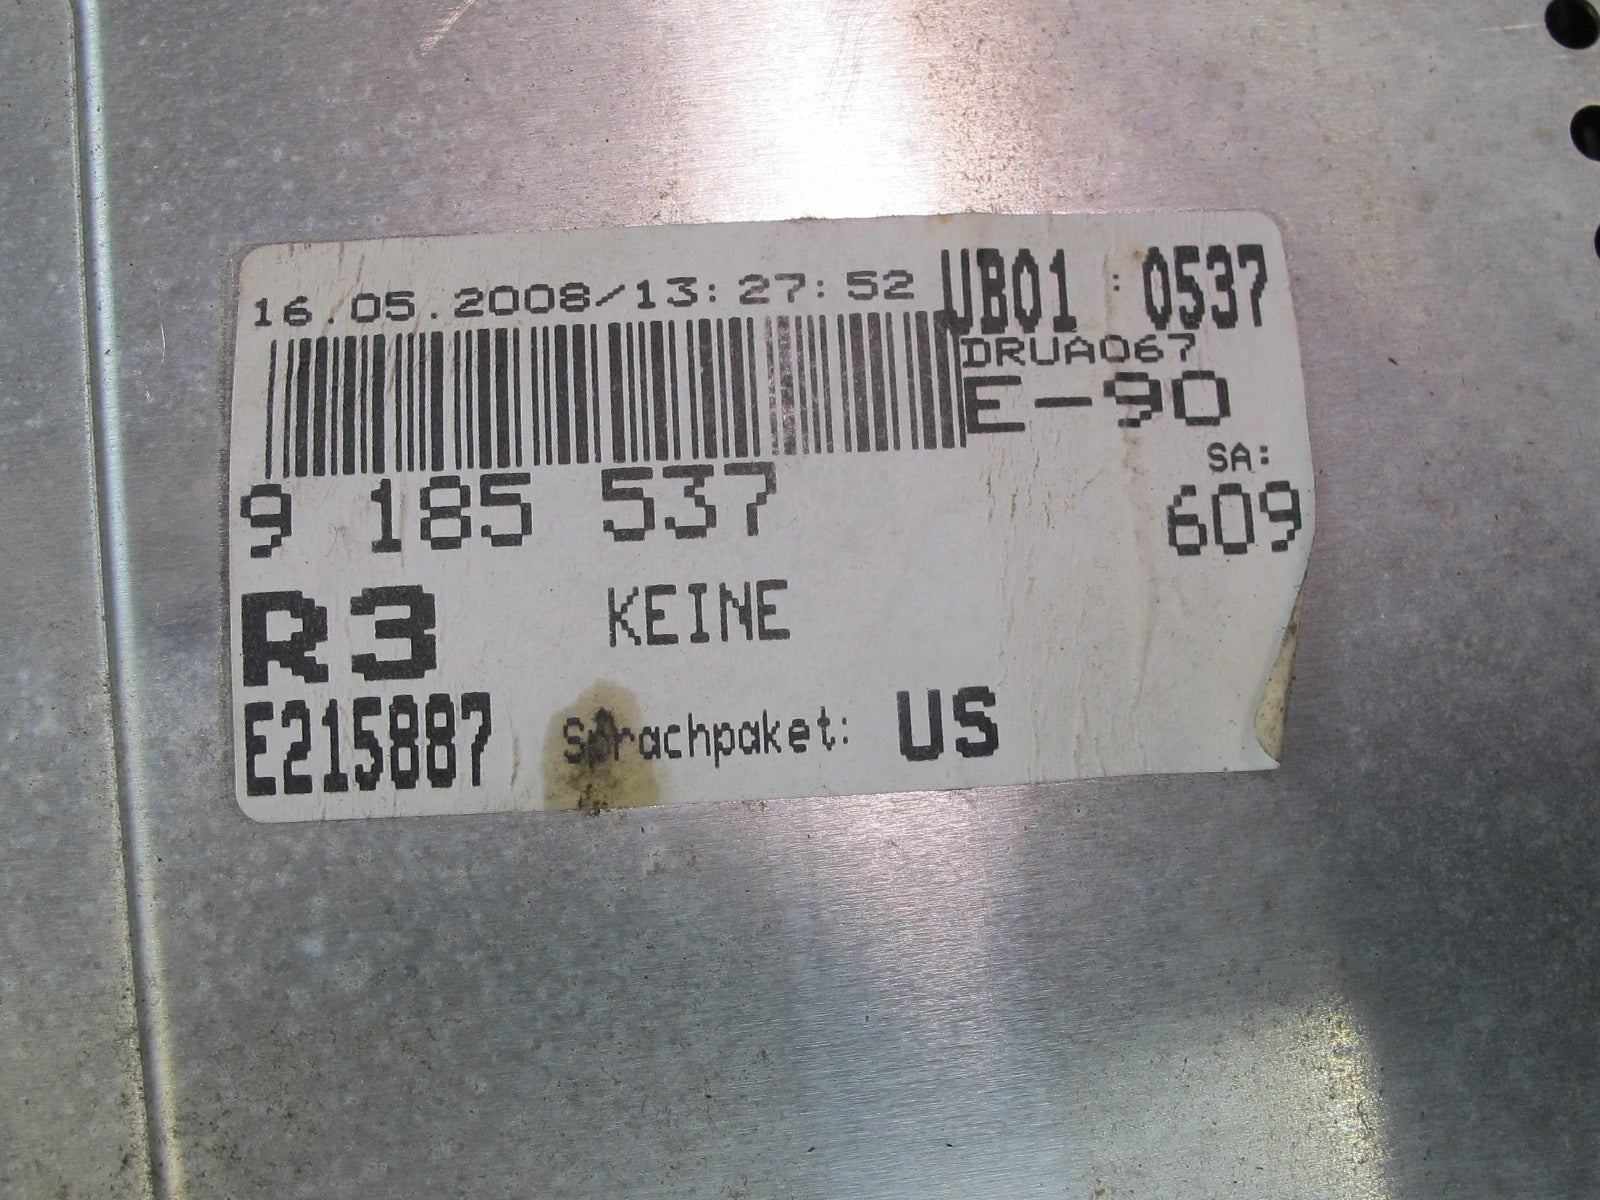 16.05.2008/13:27:52 UB01 : 0537
DRUA067
E-90
SA:
9 185 537 609
R3 KEINE
E215887 Sprachpaket: US